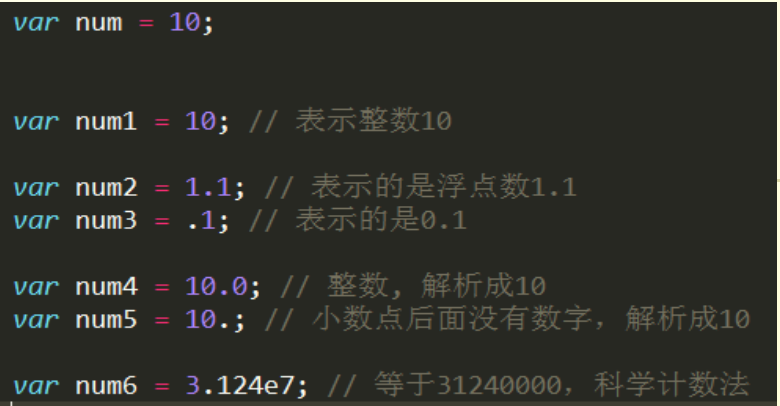 var num = 10;
var num1 = 10; // 表示整数10
var num2 = 1.1; // 表示的是浮点数1.1
var num3 = .1; // 表示的是0.1
var num4 = 10.0; // 整数, 解析成10
var num5 = 10.; // 小数点后面没有数字，解析成10
var num6 = 3.124e7; // 等于31240000，科学计数法